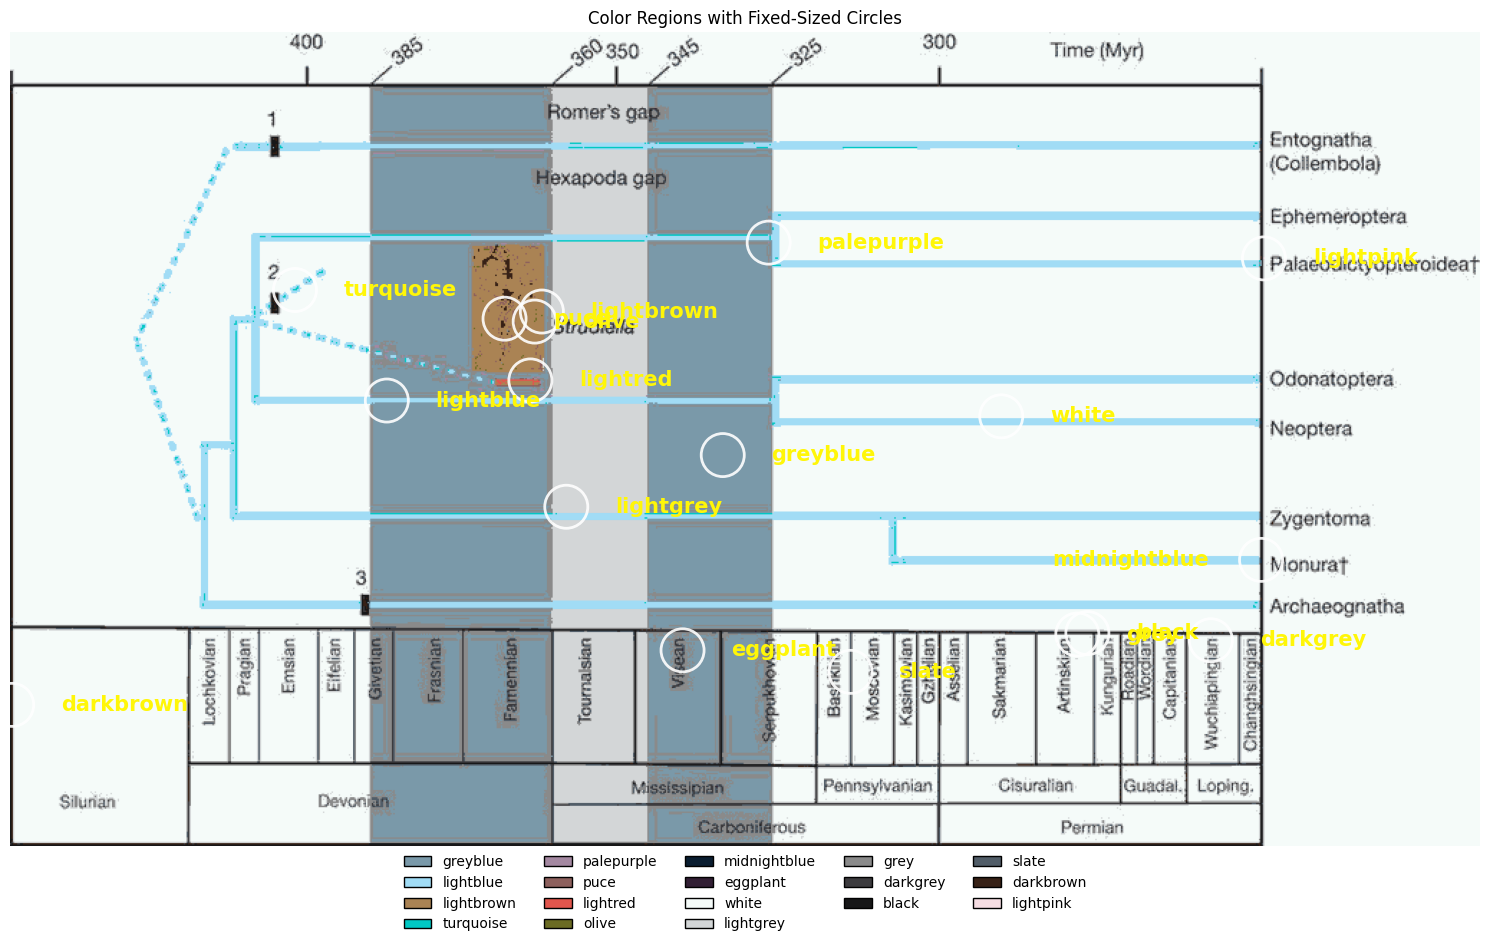 Color Regions with Fixed-Sized Circles
400
385
360
350
345
325
300
Time (Myr)
1
Romer's gap
Entognatha
(Collembola)
Hexapoda gap
Ephemeroptera
palepurple
lightpink
Palaeodictyopteroidea†
2
turquoise
lightbrown
puce
olive
Strudiella
lightred
Odonatoptera
lightblue
white
Neoptera
greyblue
lightgrey
Zygentoma
midnightblue
Monura†
3
Archaeognatha
eggplant
grey
black
darkgrey
slate
darkbrown
Lochkovian
Pragian
Emsian
Eifelian
Givetian
Frasnian
Famennian
Tournaisian
Visean
Serpukhovian
Bashkirian
Moscovian
Kasimovian
Gzhelian
Asselian
Sakmarian
Artinskian
Kungurian
Roadian
Wordian
Capitanian
Wuchiapingian
Changhsingian
Silurian
Devonian
Mississipian
Pennsylvanian
Cisuralian
Guadal.
Loping.
Carboniferous
Permian
greyblue
lightblue
lightbrown
turquoise
palepurple
puce
lightred
olive
midnightblue
eggplant
white
lightgrey
grey
darkgrey
black
slate
darkbrown
lightpink